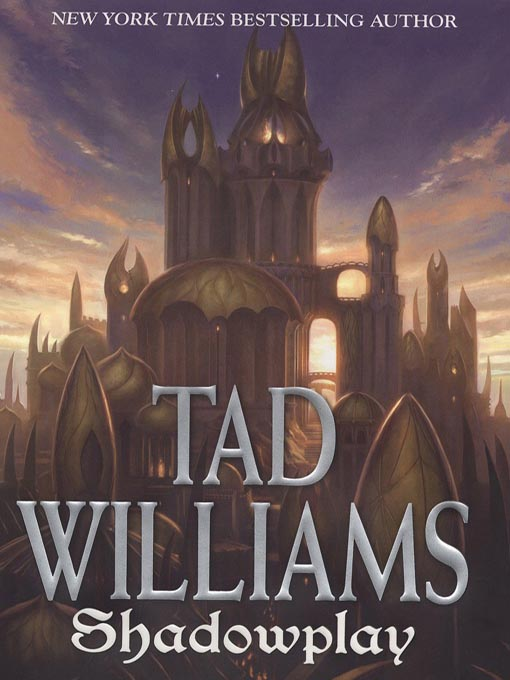 NEW YORK TIMES BESTSELLING AUTHOR
TAD
WILLIAMS
Shadowplay